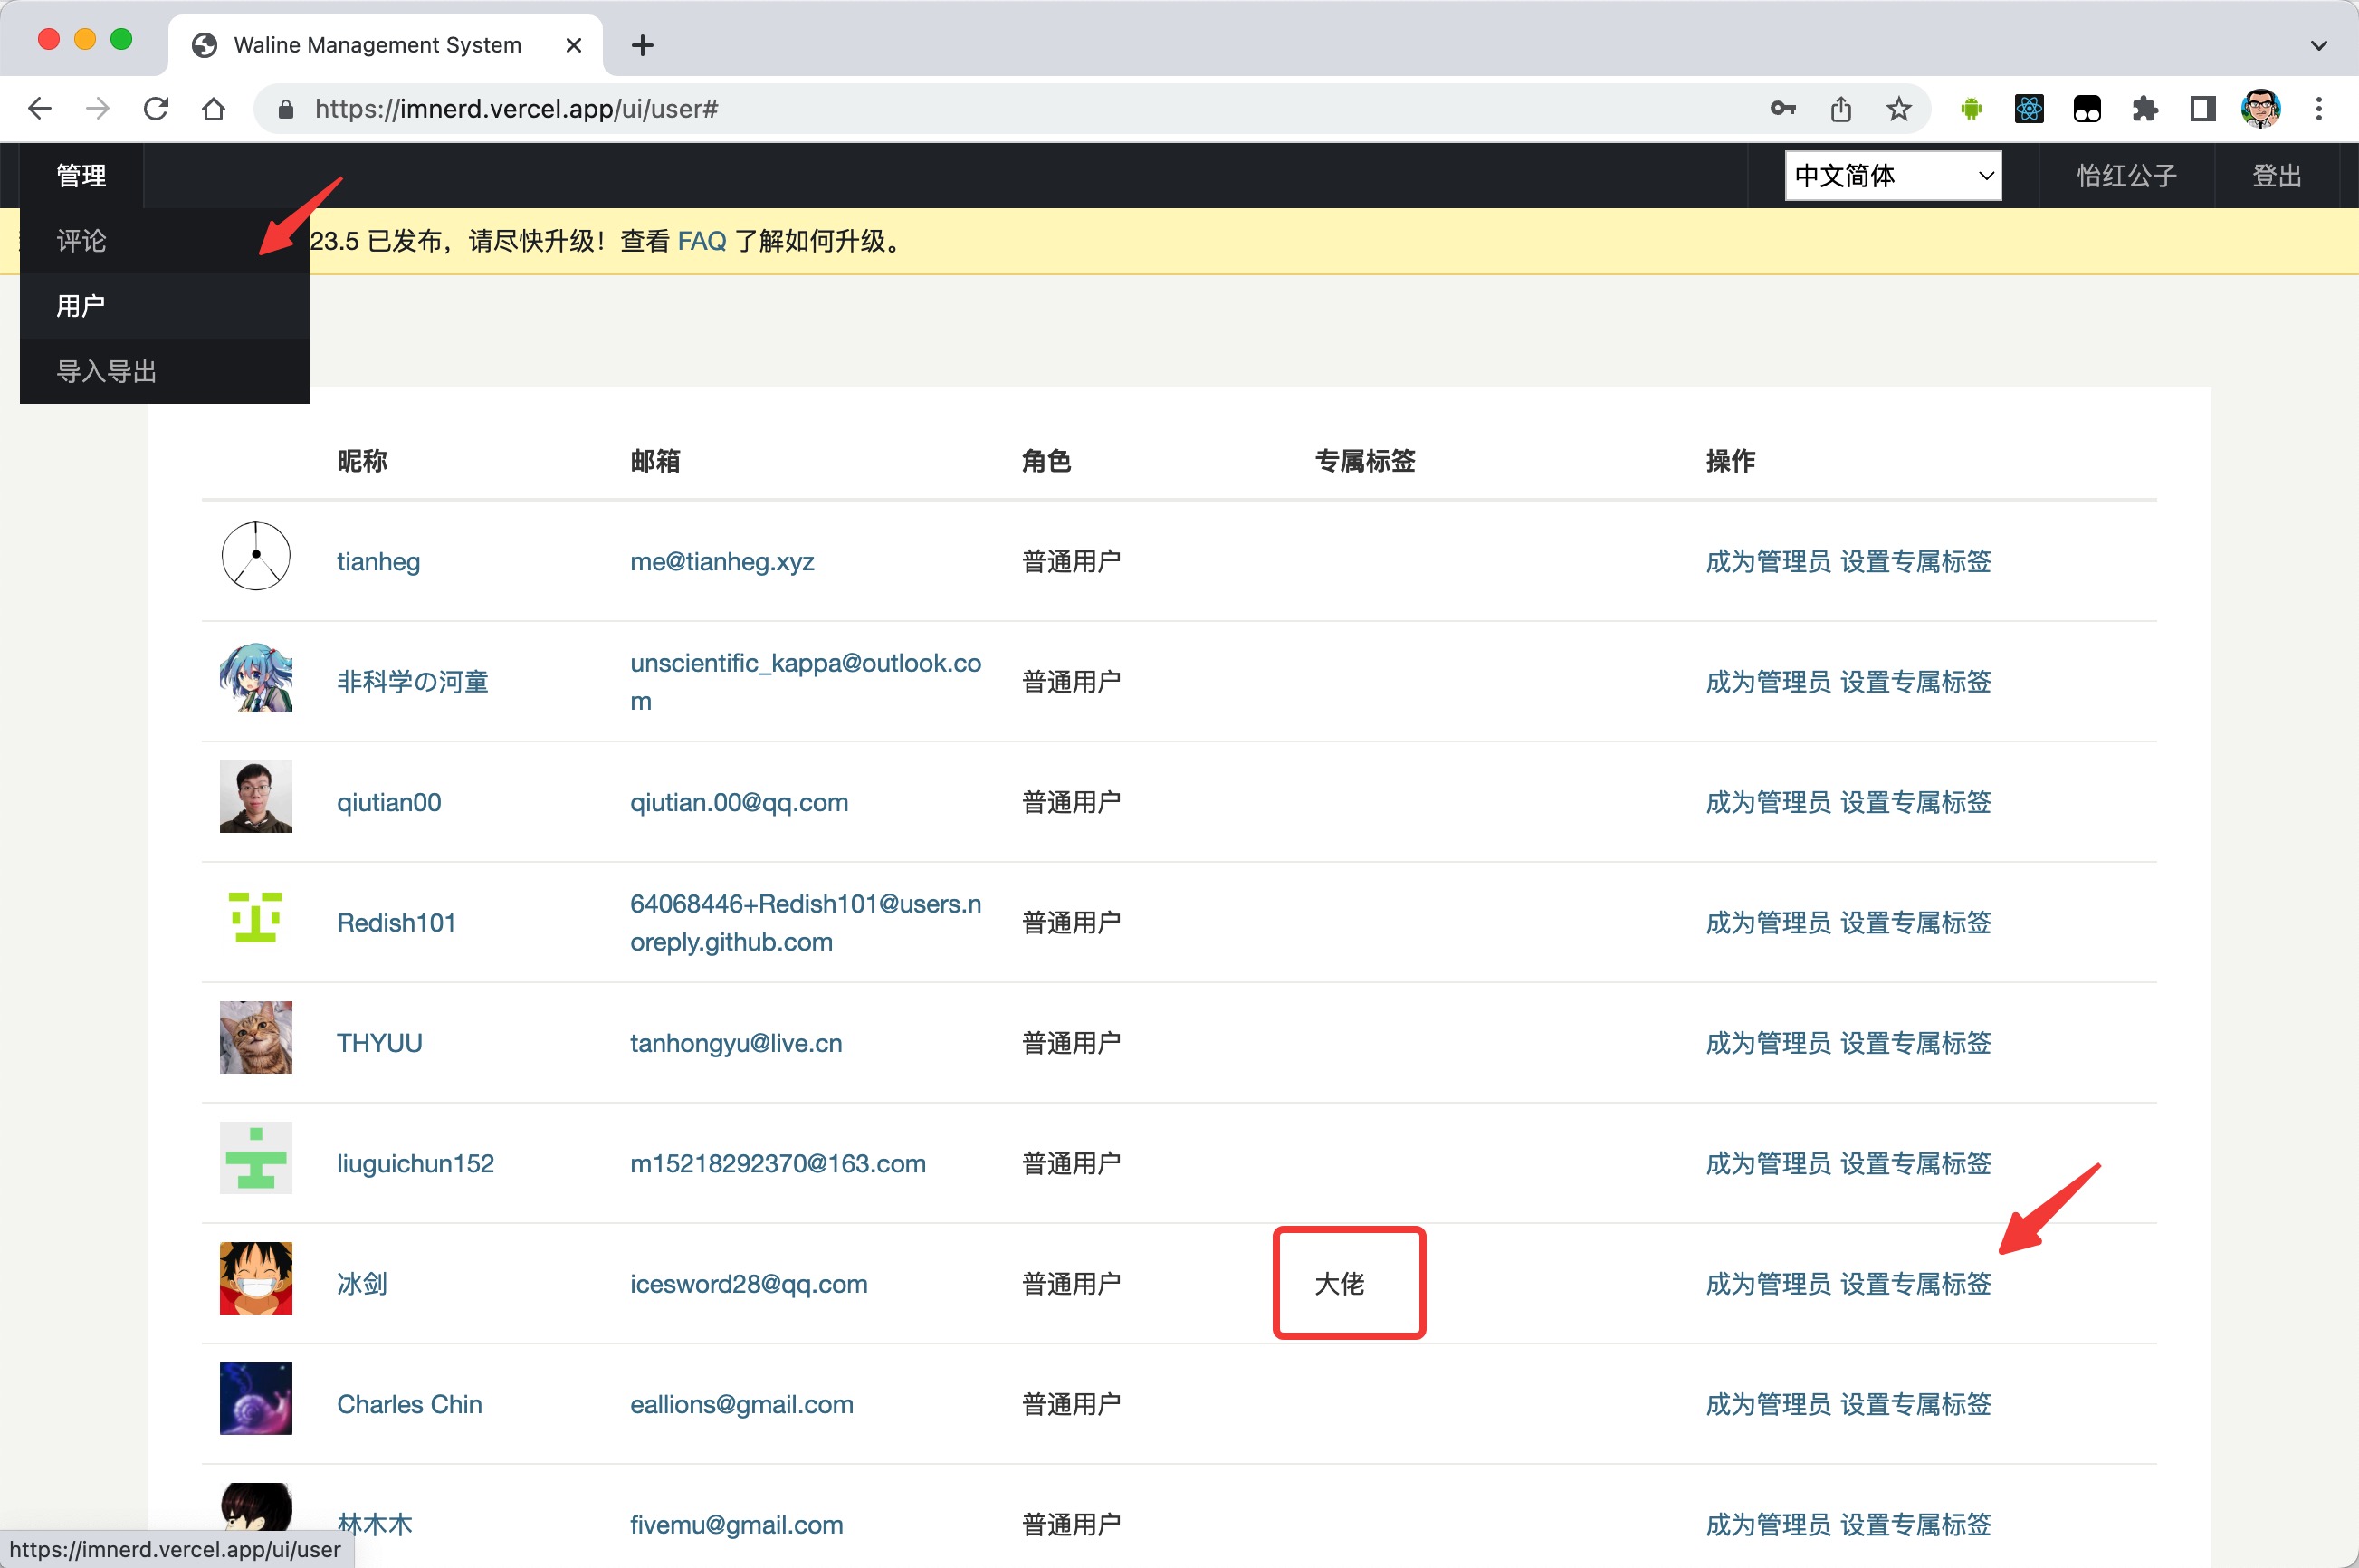 Waline Management System
https://imnerd.vercel.app/ui/user#
管理
中文简体
怡红公子
登出
评论
23.5 已发布，请尽快升级！查看 FAQ 了解如何升级。
用户
导入导出
昵称 邮箱 角色 专属标签 操作
tianheg me@tianheg.xyz 普通用户 成为管理员 设置专属标签
非科学の河童 unscientific_kappa@outlook.co
m 普通用户 成为管理员 设置专属标签
qiutian00 qiutian.00@qq.com 普通用户 成为管理员 设置专属标签
Redish101 64068446+Redish101@users.n
oreply.github.com 普通用户 成为管理员 设置专属标签
THYUU tanhongyu@live.cn 普通用户 成为管理员 设置专属标签
liuguichun152 m15218292370@163.com 普通用户 成为管理员 设置专属标签
冰剑 icesword28@qq.com 普通用户 大佬 成为管理员 设置专属标签
Charles Chin eallions@gmail.com 普通用户 成为管理员 设置专属标签
林木木 fivemu@gmail.com 普通用户 成为管理员 设置专属标签
https://imnerd.vercel.app/ui/user